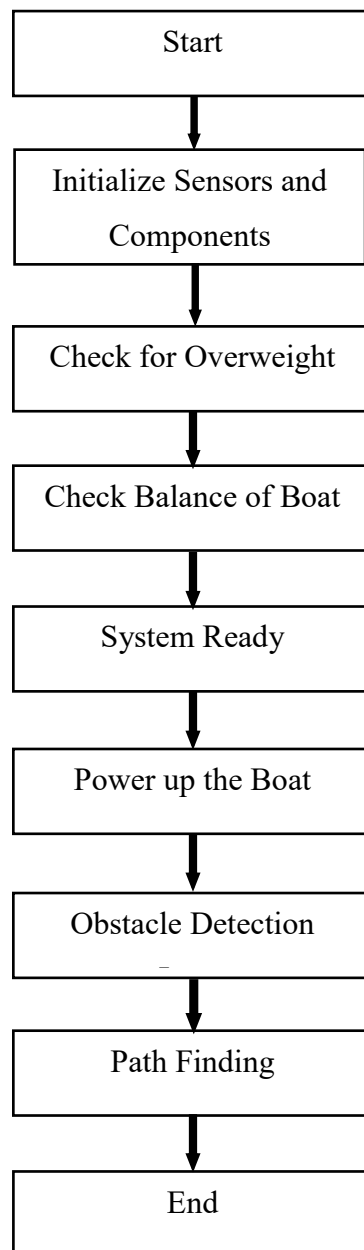 Start
Initialize Sensors and
Components
Check for Overweight
Check Balance of Boat
System Ready
Power up the Boat
Obstacle Detection
Path Finding
End